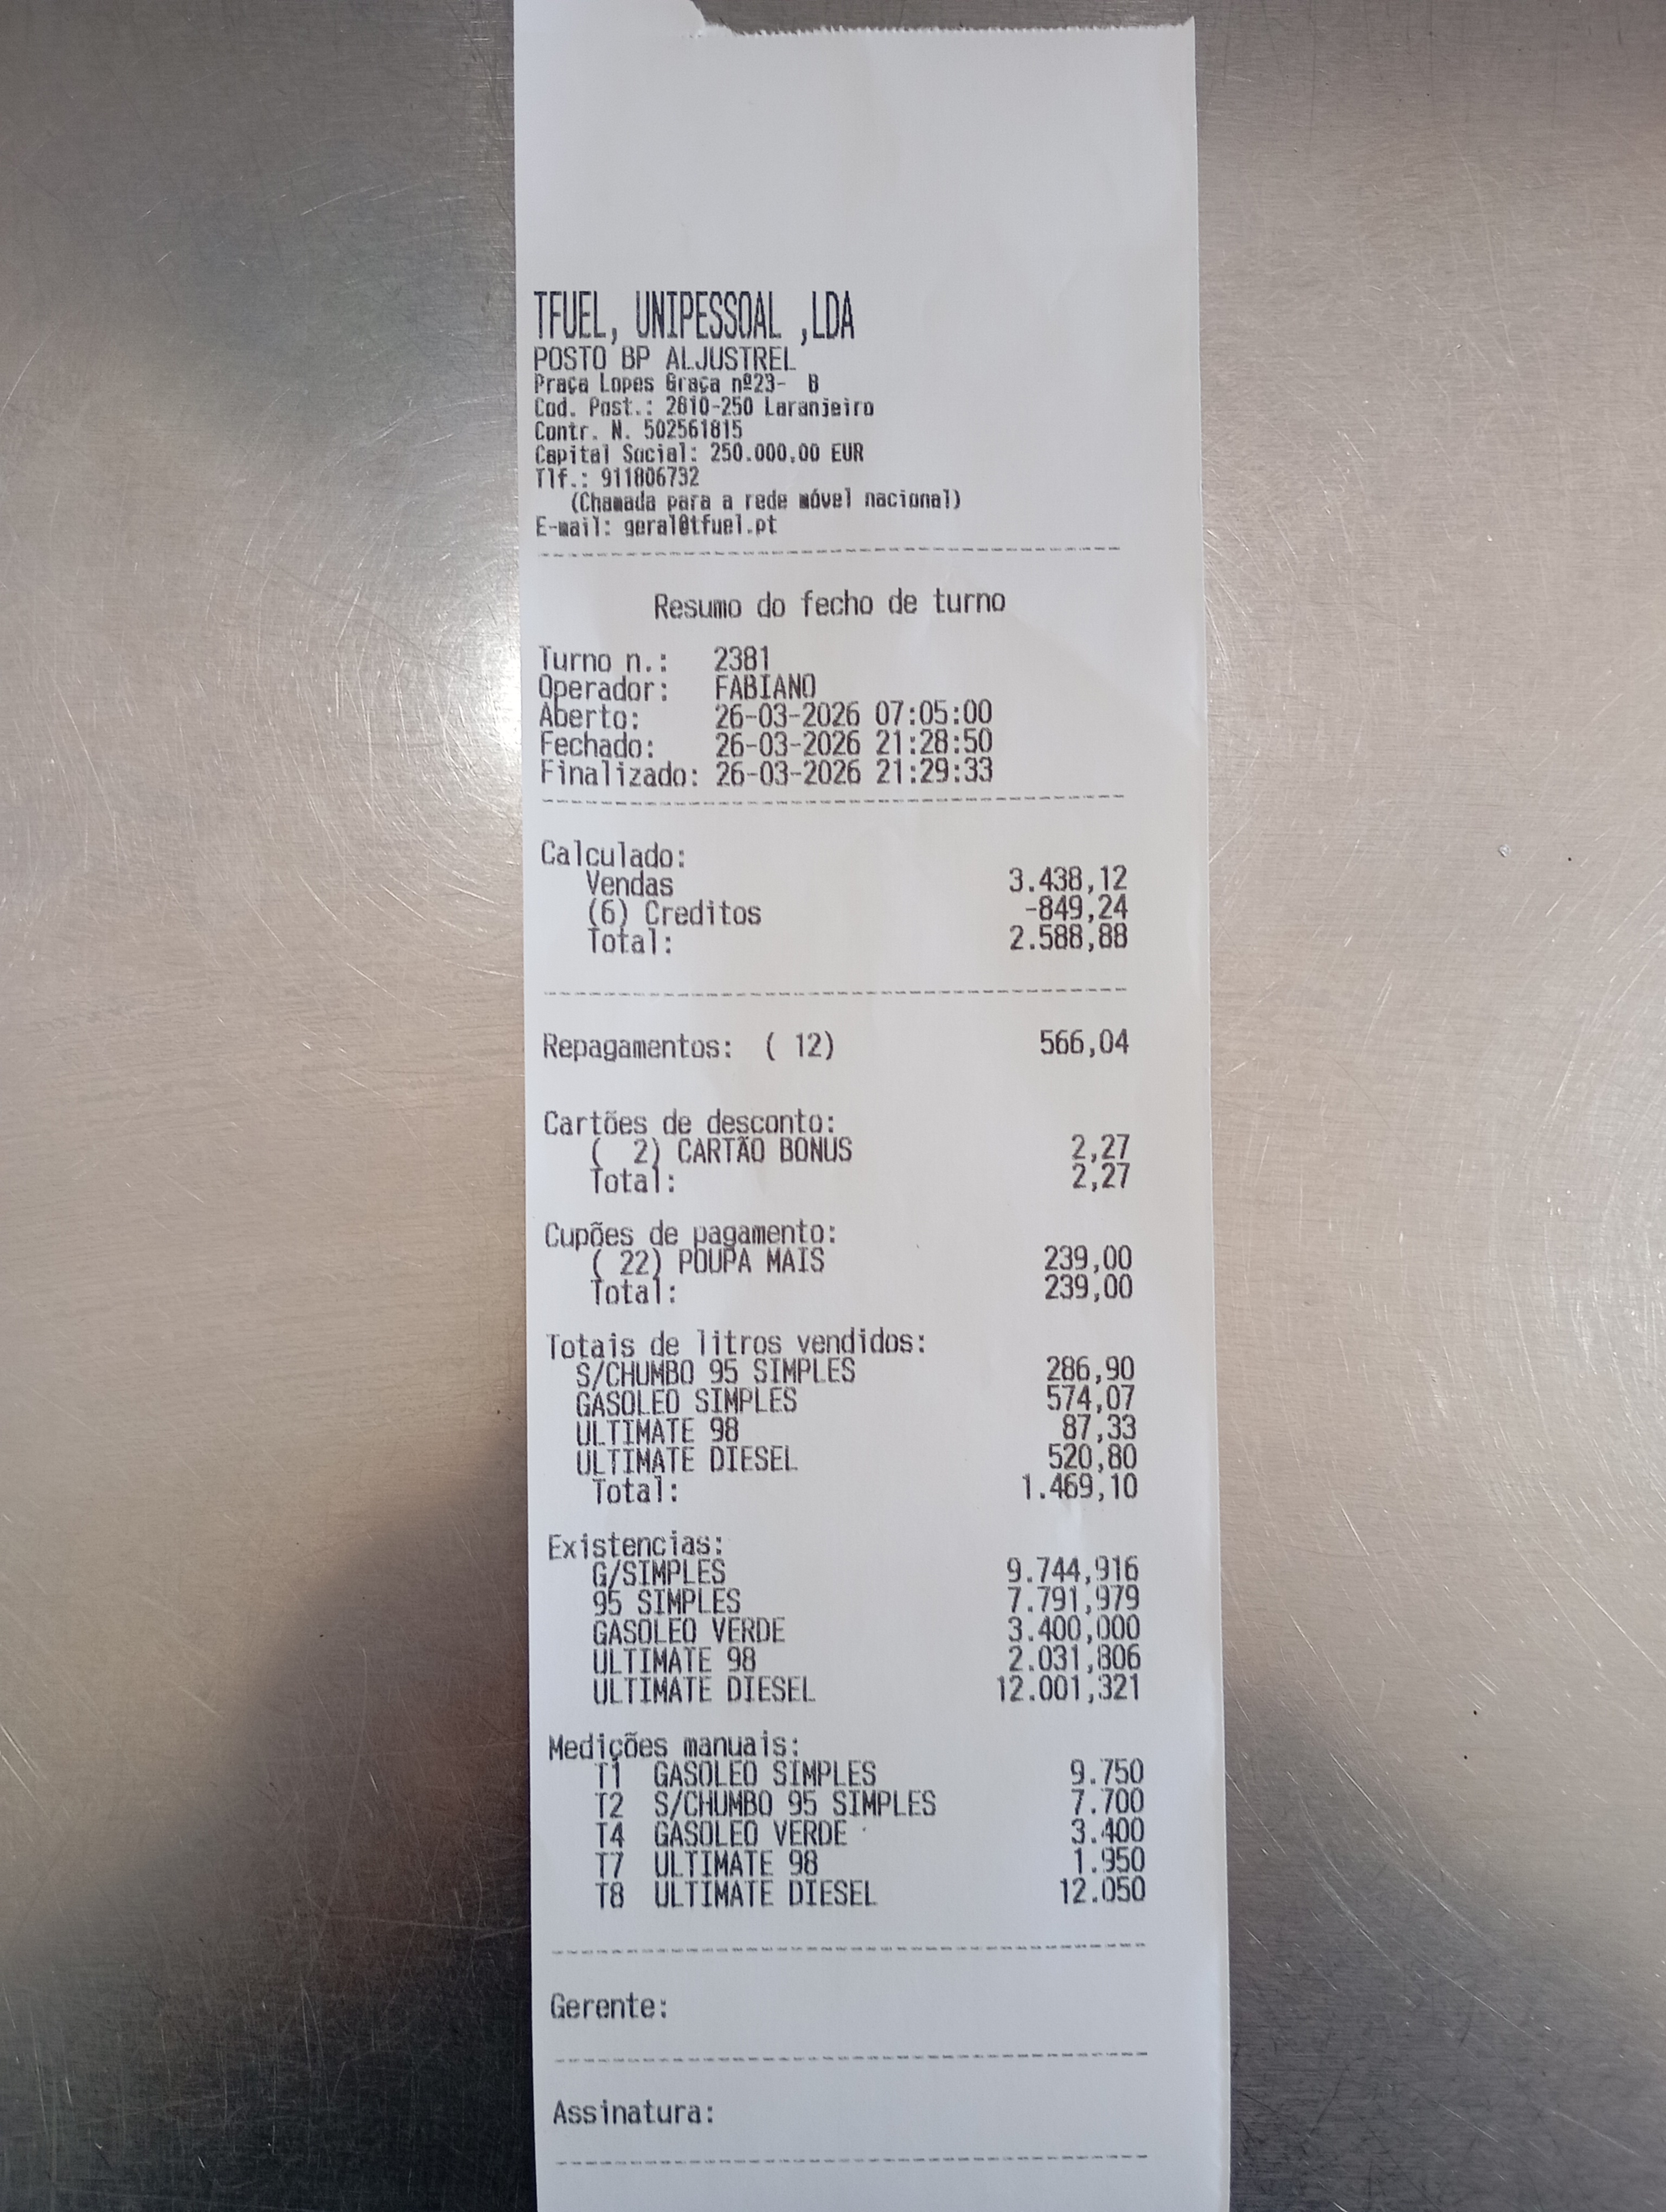 TFUEL, UNIPESSOAL ,LDA
POSTO BP ALJUSTREL
Praça Lopes Graça nº23-  B
Cod. Post.: 2810-250 Laranjeiro
Contr. N. 502561815
Capital Social: 250.000,00 EUR
Tlf.: 911806732
(Chamada para a rede móvel nacional)
E-mail: geral@tfuel.pt
Resumo do fecho de turno
Turno n.: 2381
Operador: FABIANO
Aberto: 26-03-2026 07:05:00
Fechado: 26-03-2026 21:28:50
Finalizado: 26-03-2026 21:29:33
Calculado:
Vendas 3.438,12
(6) Creditos -849,24
Total: 2.588,88
Repagamentos: ( 12) 566,04
Cartões de desconto:
( 2) CARTÃO BONUS 2,27
Total: 2,27
Cupões de pagamento:
( 22) POUPA MAIS 239,00
Total: 239,00
Totais de litros vendidos:
S/CHUMBO 95 SIMPLES 286,90
GASOLEO SIMPLES 574,07
ULTIMATE 98 87,33
ULTIMATE DIESEL 520,80
Total: 1.469,10
Existencias:
G/SIMPLES 9.744,916
95 SIMPLES 7.791,979
GASOLEO VERDE 3.400,000
ULTIMATE 98 2.031,806
ULTIMATE DIESEL 12.001,321
Medições manuais:
T1 GASOLEO SIMPLES 9.750
T2 S/CHUMBO 95 SIMPLES 7.700
T4 GASOLEO VERDE 3.400
T7 ULTIMATE 98 1.950
T8 ULTIMATE DIESEL 12.050
Gerente:
Assinatura: